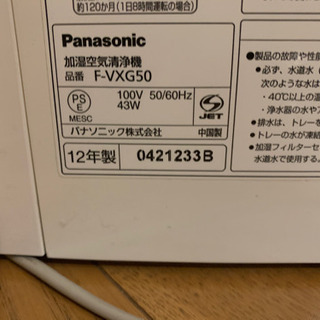 約120か月（1日8時間運転の場合）
Panasonic
加湿空気清浄機
品番 F-VXG50
PS
E
MESC
100V 50/60Hz
43W
JET
パナソニック株式会社 中国製
12年製 0421233B
●製品の故障や性
●必ず、水道水（
次のような水は
・40℃以上の温
・浄水器の水や
●排水は、トレー
●トレーの水が凍結
●加湿フィルターセ
水道水で使用する